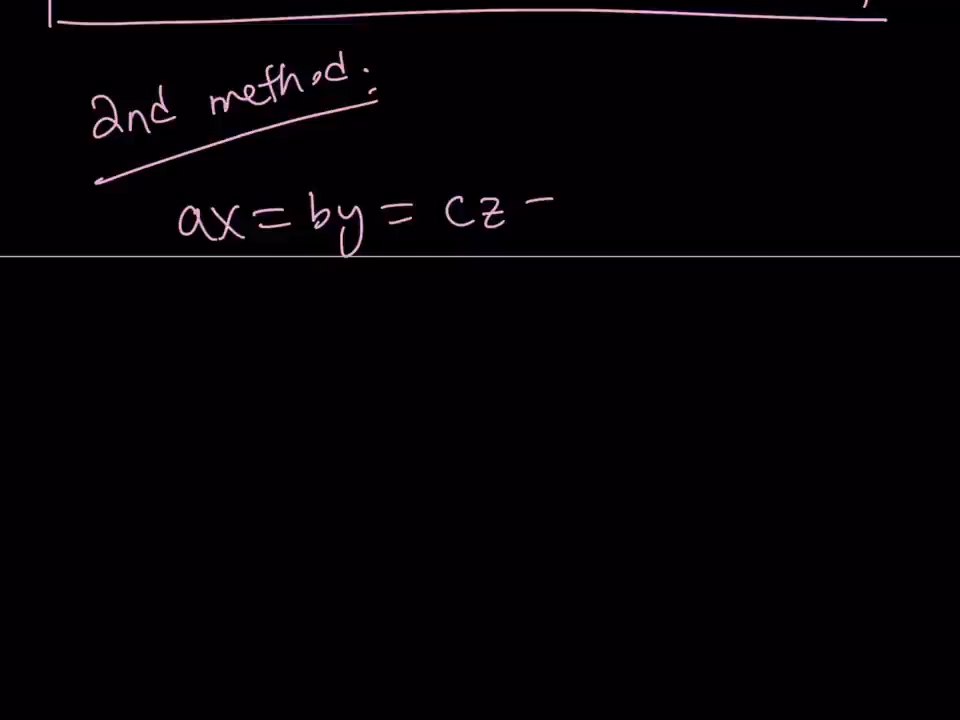 2nd method:
ax = by = cz -